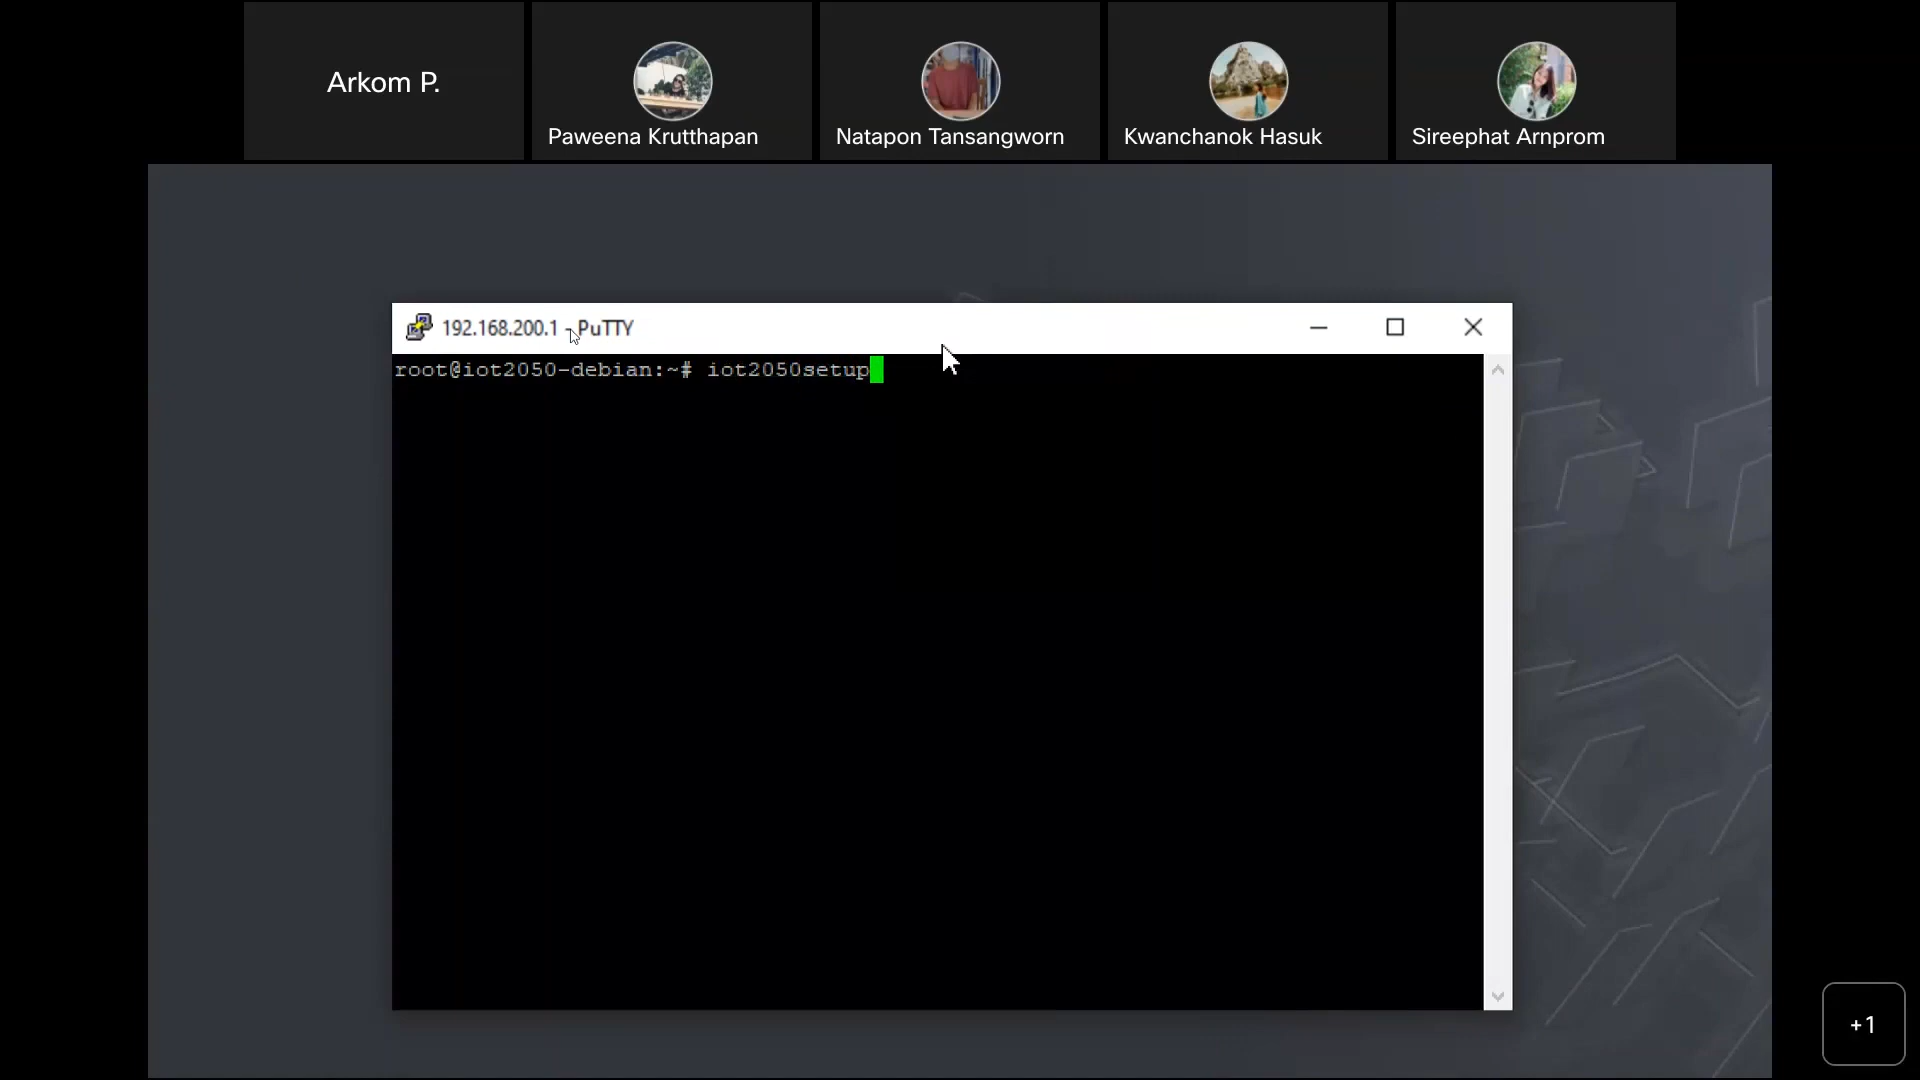 Arkom P.
Paweena Krutthapan
Natapon Tansangworn
Kwanchanok Hasuk
Sireephat Arnprom
192.168.200.1 - PuTTY
root@iot2050-debian:~# iot2050setup
+1